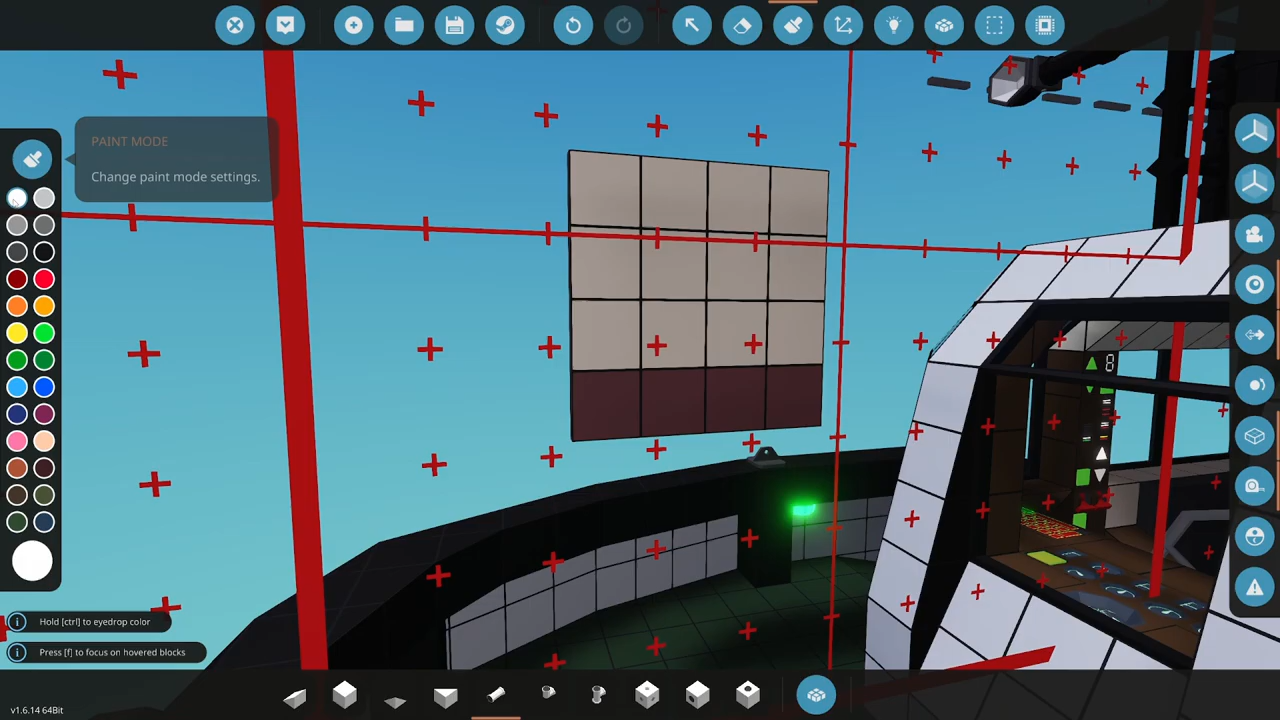 PAINT MODE
Change paint mode settings.
8
Hold [ctrl] to eyedrop color
Press [f] to focus on hovered blocks
v1.6.14 64Bit